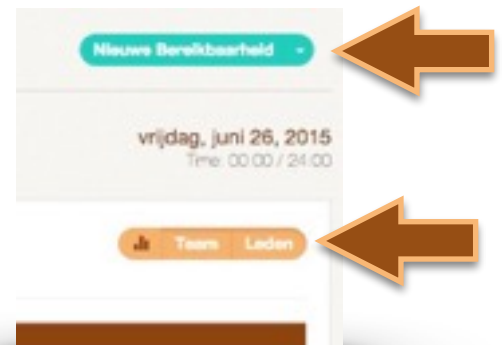 Nieuwe Bereikbaarheid
vrijdag, juni 26, 2015
Time: 00:00 / 24:00
Team Leden